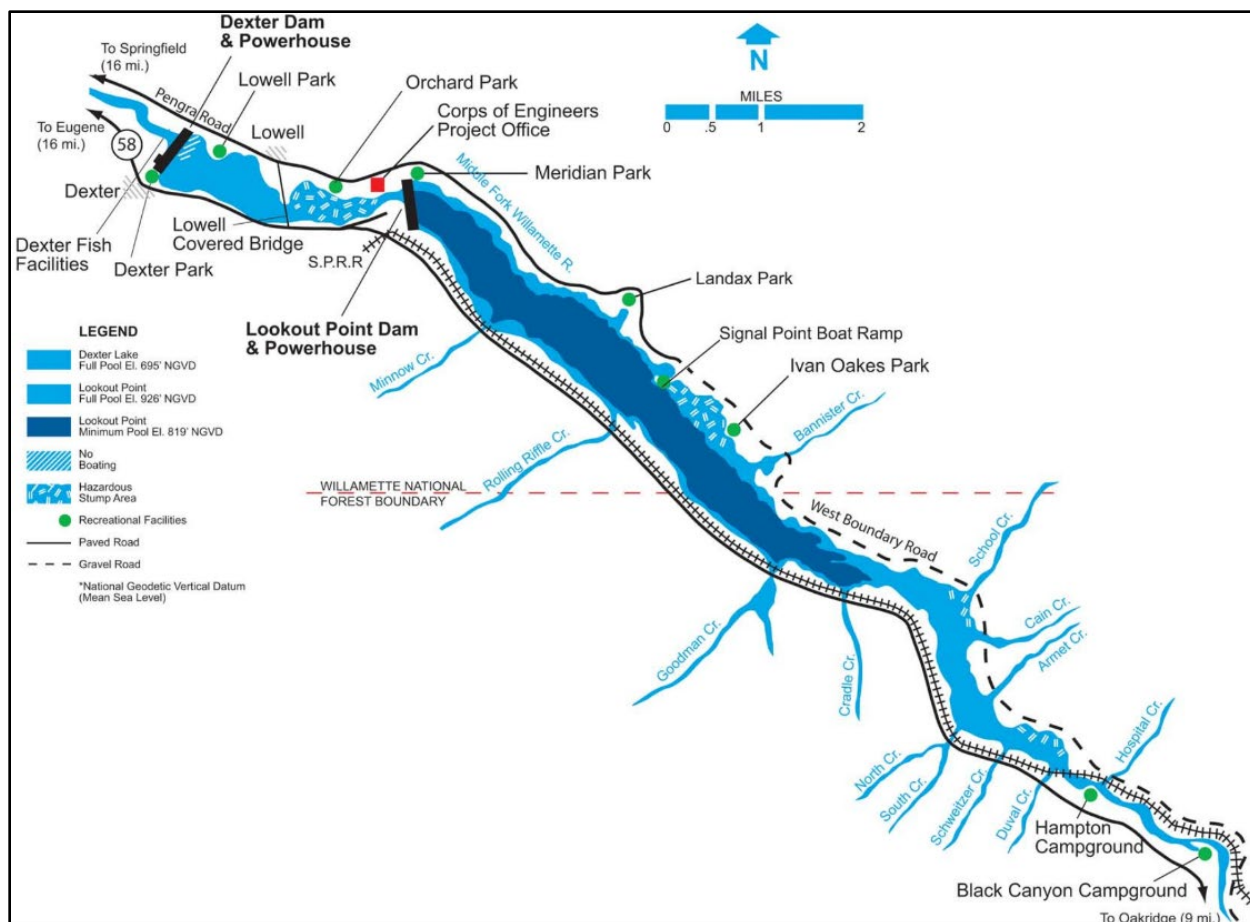 Dexter Dam
& Powerhouse
To Springfield
(16 mi.)
Lowell Park
Orchard Park
N
MILES
0 .5 1 2
Pengra Road
Corps of Engineers
Project Office
To Eugene
(16 mi.)
58
Lowell
Meridian Park
Middle Fork Willamette R.
Dexter
Lowell
Covered Bridge
Dexter Fish
Facilities
Dexter Park
S.P.R.R
Landax Park
Lookout Point Dam
& Powerhouse
Signal Point Boat Ramp
Ivan Oakes Park
Minnow Cr.
Bannister Cr.
Rolling Riffle Cr.
LEGEND
Dexter Lake
Full Pool El. 695' NGVD
Lookout Point
Full Pool El. 926' NGVD
Lookout Point
Minimum Pool El. 819' NGVD
No
Boating
Hazardous
Stump Area
Recreational Facilities
Paved Road
Gravel Road
*National Geodetic Vertical Datum
(Mean Sea Level)
WILLAMETTE NATIONAL
FOREST BOUNDARY
West Boundary Road
School Cr.
Cain Cr.
Armet Cr.
Goodman Cr.
Cradle Cr.
Hospital Cr.
North Cr.
South Cr.
Schweitzer Cr.
Duval Cr.
Hampton
Campground
Black Canyon Campground
To Oakridge (9 mi.)